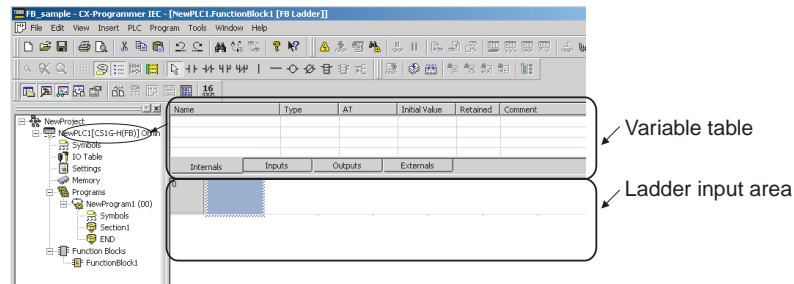 FB_sample - CX-Programmer IEC - [NewPLC1.FunctionBlock1 [FB Ladder]]
File Edit View Insert PLC Program Tools Window Help
16
Name Type AT Initial Value Retained Comment
Internals Inputs Outputs Externals
0
NewProject
NewPLC1[CS1G-H(FB)]
Symbols
IO Table
Settings
Memory
Programs
NewProgram1 (00)
Symbols
Section1
END
Function Blocks
FunctionBlock1
Variable table
Ladder input area